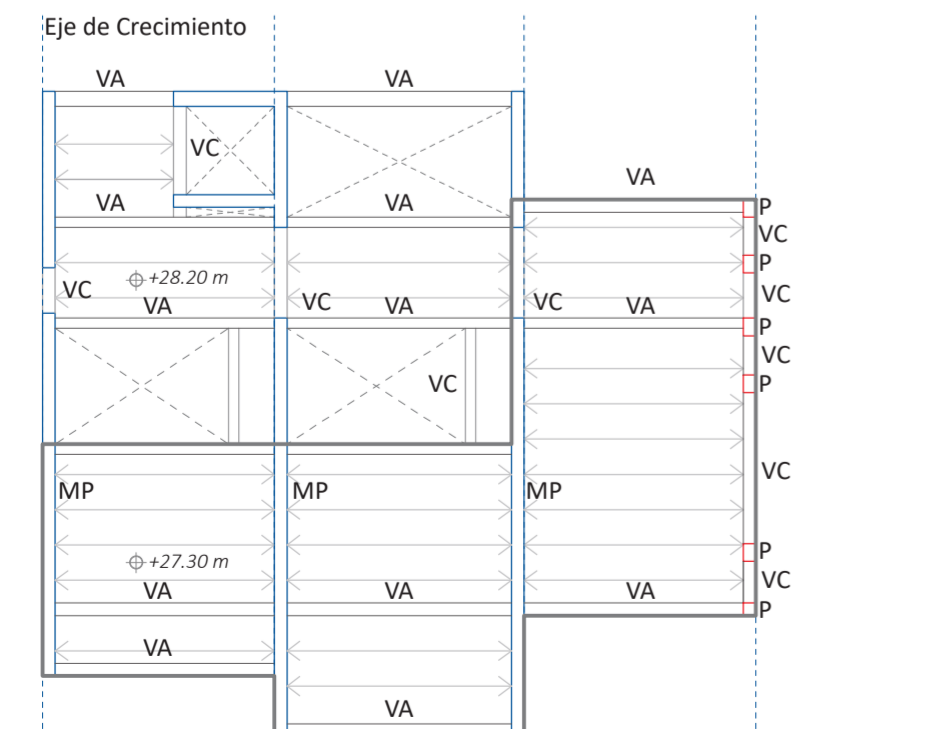 Eje de Crecimiento
VA VA
VC
VA
VA VA P
VC
+28.20 m P
VC VA VC VA VC VA VC
P
VC
VC P
VC
MP MP MP
P
+27.30 m
VA VA VA VC
P
VA
VA